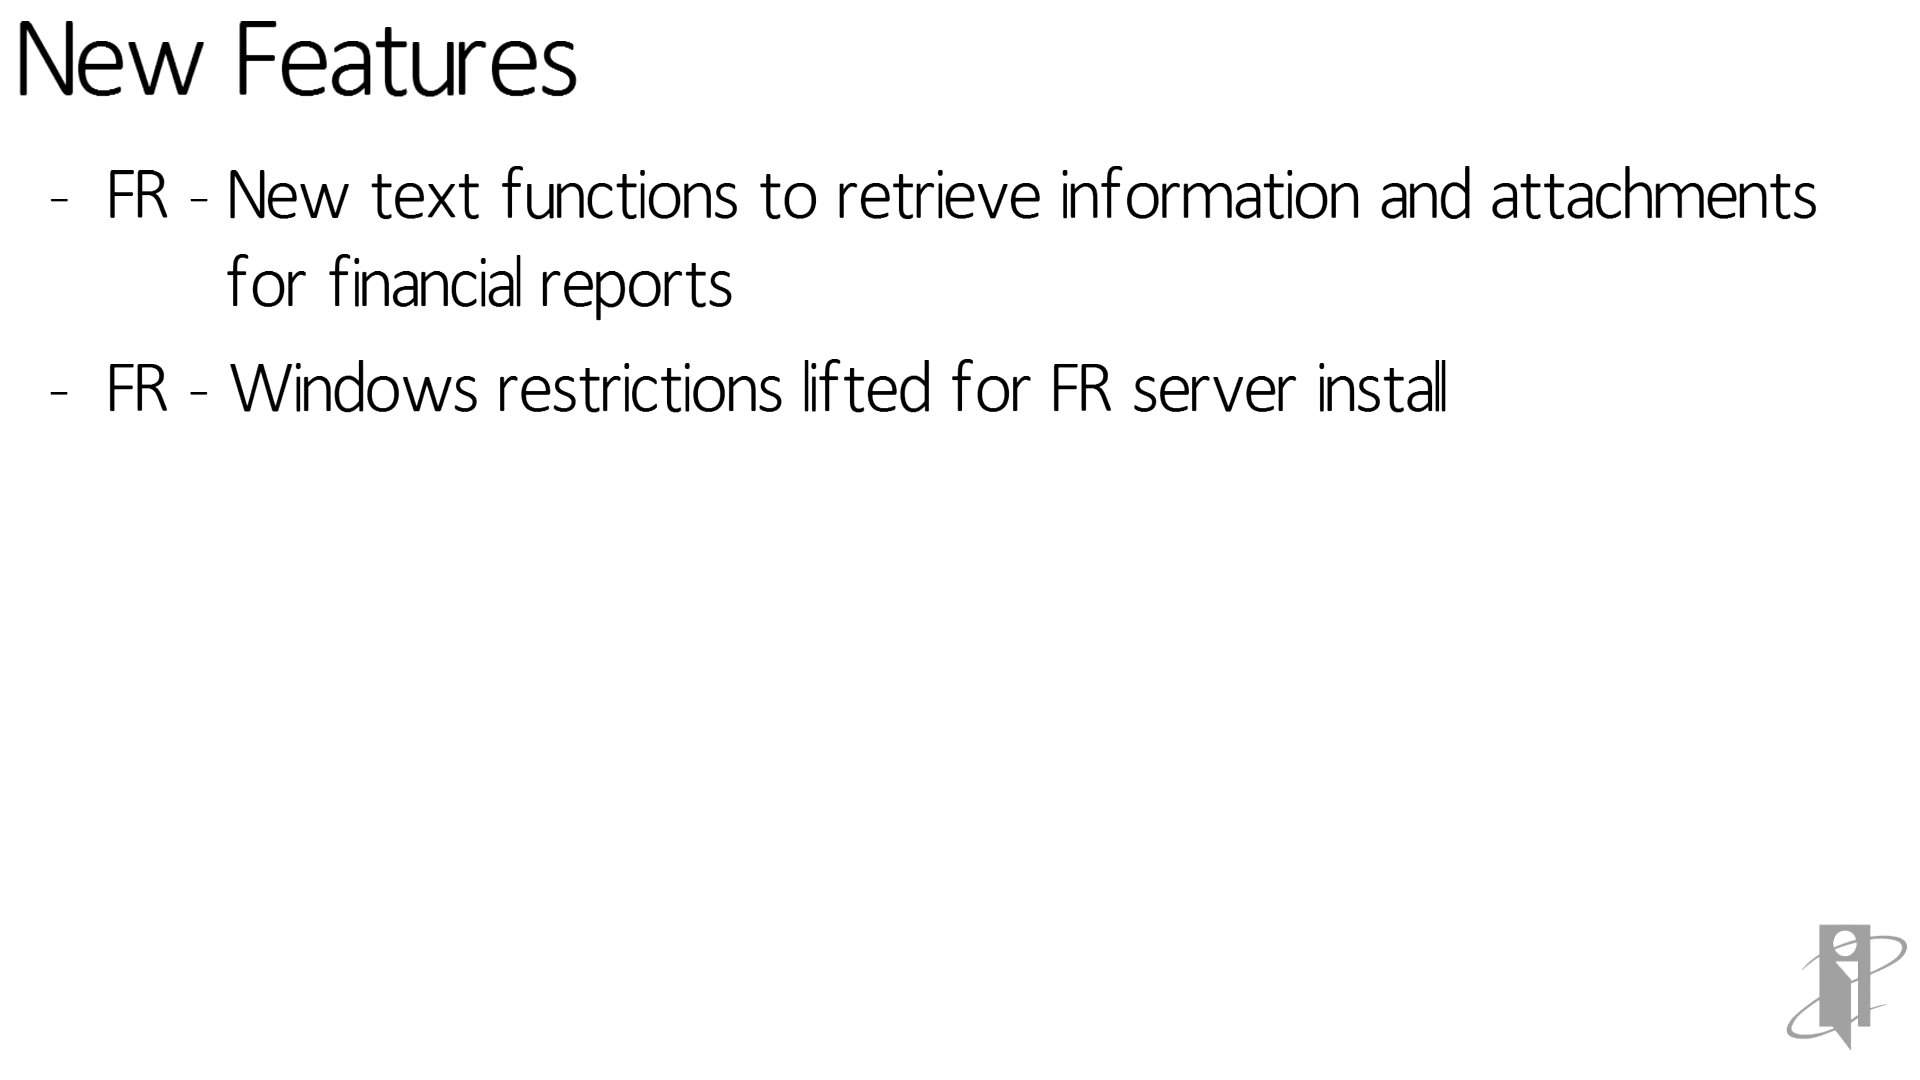 New Features
- FR - New text functions to retrieve information and attachments
for financial reports
- FR - Windows restrictions lifted for FR server install